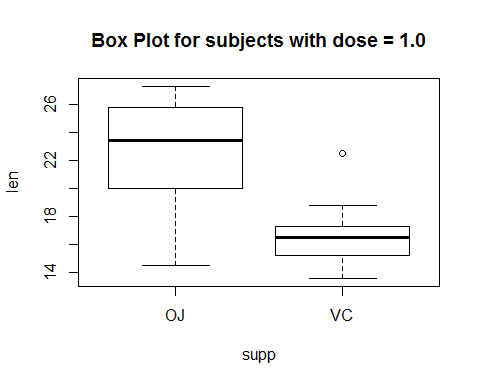 Box Plot for subjects with dose = 1.0
len
26
22
18
14
OJ VC
supp